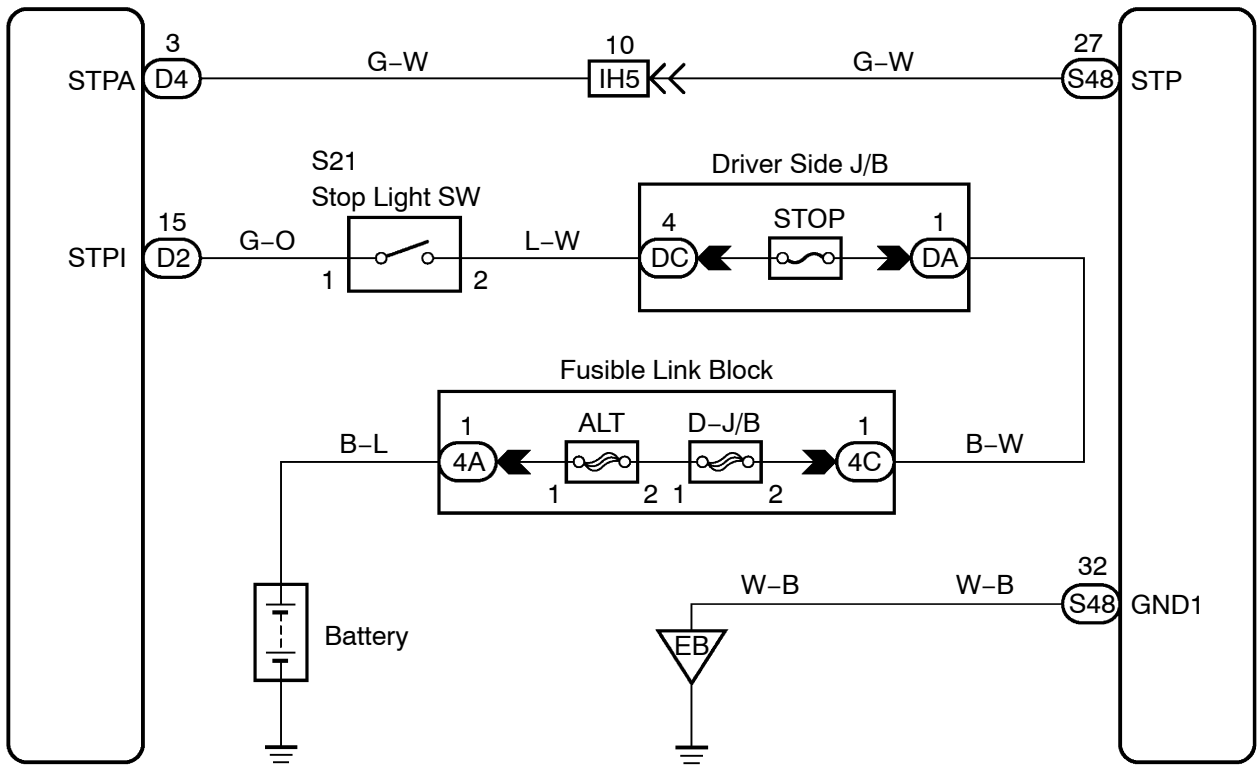 3
10
27
STPA
D4
G–W
IH5
G–W
S48
STP
S21
Stop Light SW
Driver Side J/B
15
4
STOP
1
STPI
D2
G–O
1
2
L–W
DC
DA
Fusible Link Block
1
ALT
D–J/B
1
B–L
4A
1
2
1
2
4C
B–W
32
W–B
W–B
S48
GND1
Battery
EB